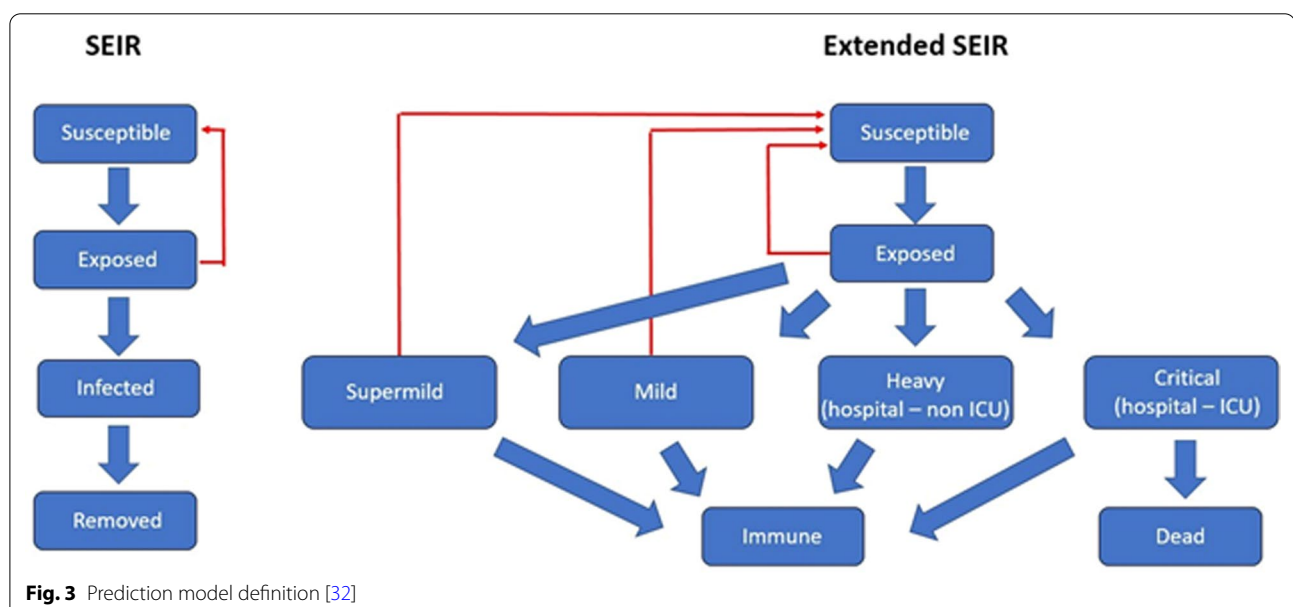 SEIR
Susceptible
Exposed
Infected
Removed
Extended SEIR
Susceptible
Exposed
Supermild
Mild
Heavy
(hospital – non ICU)
Critical
(hospital – ICU)
Immune
Dead
Fig. 3 Prediction model definition [32]